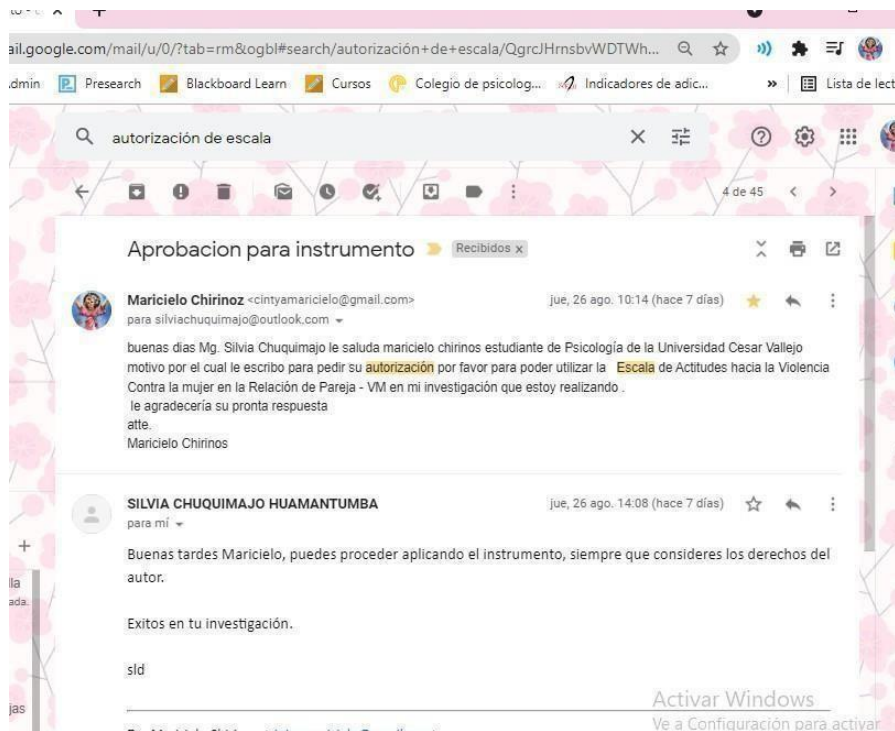 ail.google.com/mail/u/0/?tab=rm&ogbl#search/autorización+de+escala/QgrcJHrnsbvWDTWh...
dmin Presearch Blackboard Learn Cursos Colegio de psicolog... Indicadores de adic... » Lista de lect
autorización de escala
4 de 45
Aprobacion para instrumento Recibidos x
Maricielo Chirinoz <cintyamaricielo@gmail.com> jue, 26 ago. 10:14 (hace 7 días)
para silviachuquimajo@outlook.com
buenas dias Mg. Silvia Chuquimajo le saluda maricielo chirinos estudiante de Psicología de la Universidad Cesar Vallejo
motivo por el cual le escribo para pedir su autorización por favor para poder utilizar la Escala de Actitudes hacia la Violencia
Contra la mujer en la Relación de Pareja - VM en mi investigación que estoy realizando .
le agradecería su pronta respuesta
atte.
Maricielo Chirinos
SILVIA CHUQUIMAJO HUAMANTUMBA jue, 26 ago. 14:08 (hace 7 días)
para mí
Buenas tardes Maricielo, puedes proceder aplicando el instrumento, siempre que consideres los derechos del
autor.
lla
ada.
Exitos en tu investigación.
sld
jas
Activar Windows
Ve a Configuración para activar